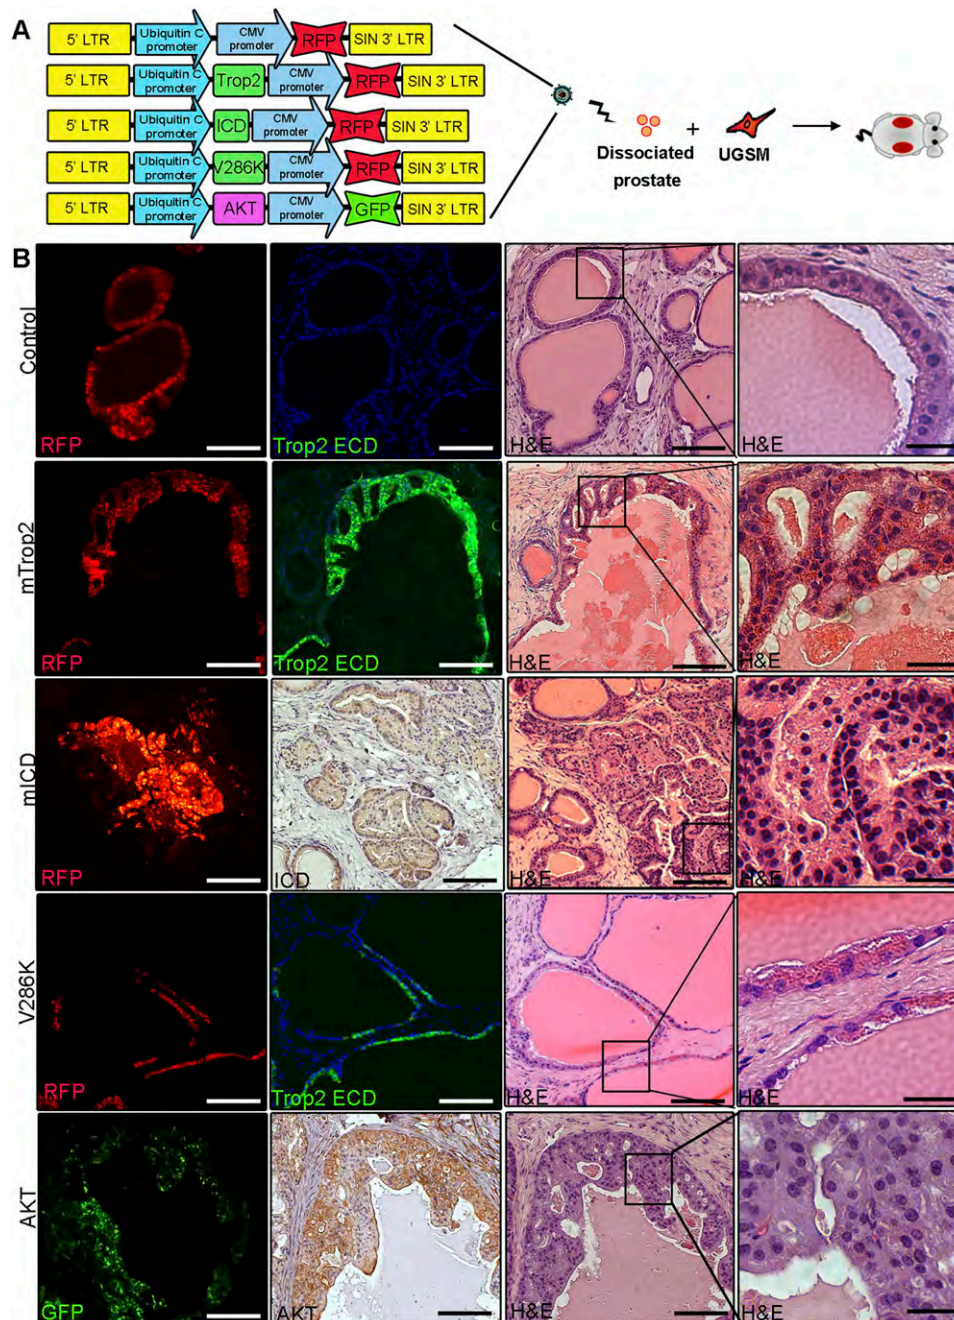 A
5' LTR
Ubiquitin C
promoter
CMV
promoter
RFP
SIN 3' LTR
5' LTR
Ubiquitin C
promoter
Trop2
CMV
promoter
RFP
SIN 3' LTR
5' LTR
Ubiquitin C
promoter
ICD
CMV
promoter
RFP
SIN 3' LTR
5' LTR
Ubiquitin C
promoter
V286K
CMV
promoter
RFP
SIN 3' LTR
5' LTR
Ubiquitin C
promoter
AKT
CMV
promoter
GFP
SIN 3' LTR
Dissociated
prostate
+
UGSM
B
Control
RFP
Trop2 ECD
H&E
H&E
mTrop2
RFP
Trop2 ECD
H&E
H&E
mICD
RFP
ICD
H&E
H&E
V286K
RFP
Trop2 ECD
H&E
H&E
AKT
GFP
AKT
H&E
H&E